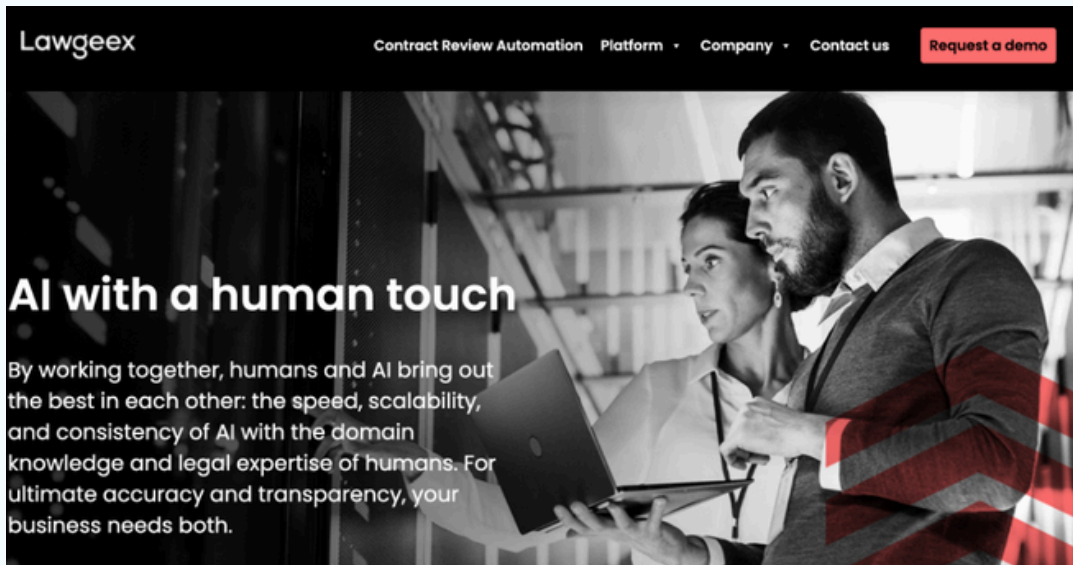 Lawgeex
Contract Review Automation Platform Company Contact us Request a demo
AI with a human touch
By working together, humans and AI bring out
the best in each other: the speed, scalability,
and consistency of AI with the domain
knowledge and legal expertise of humans. For
ultimate accuracy and transparency, your
business needs both.